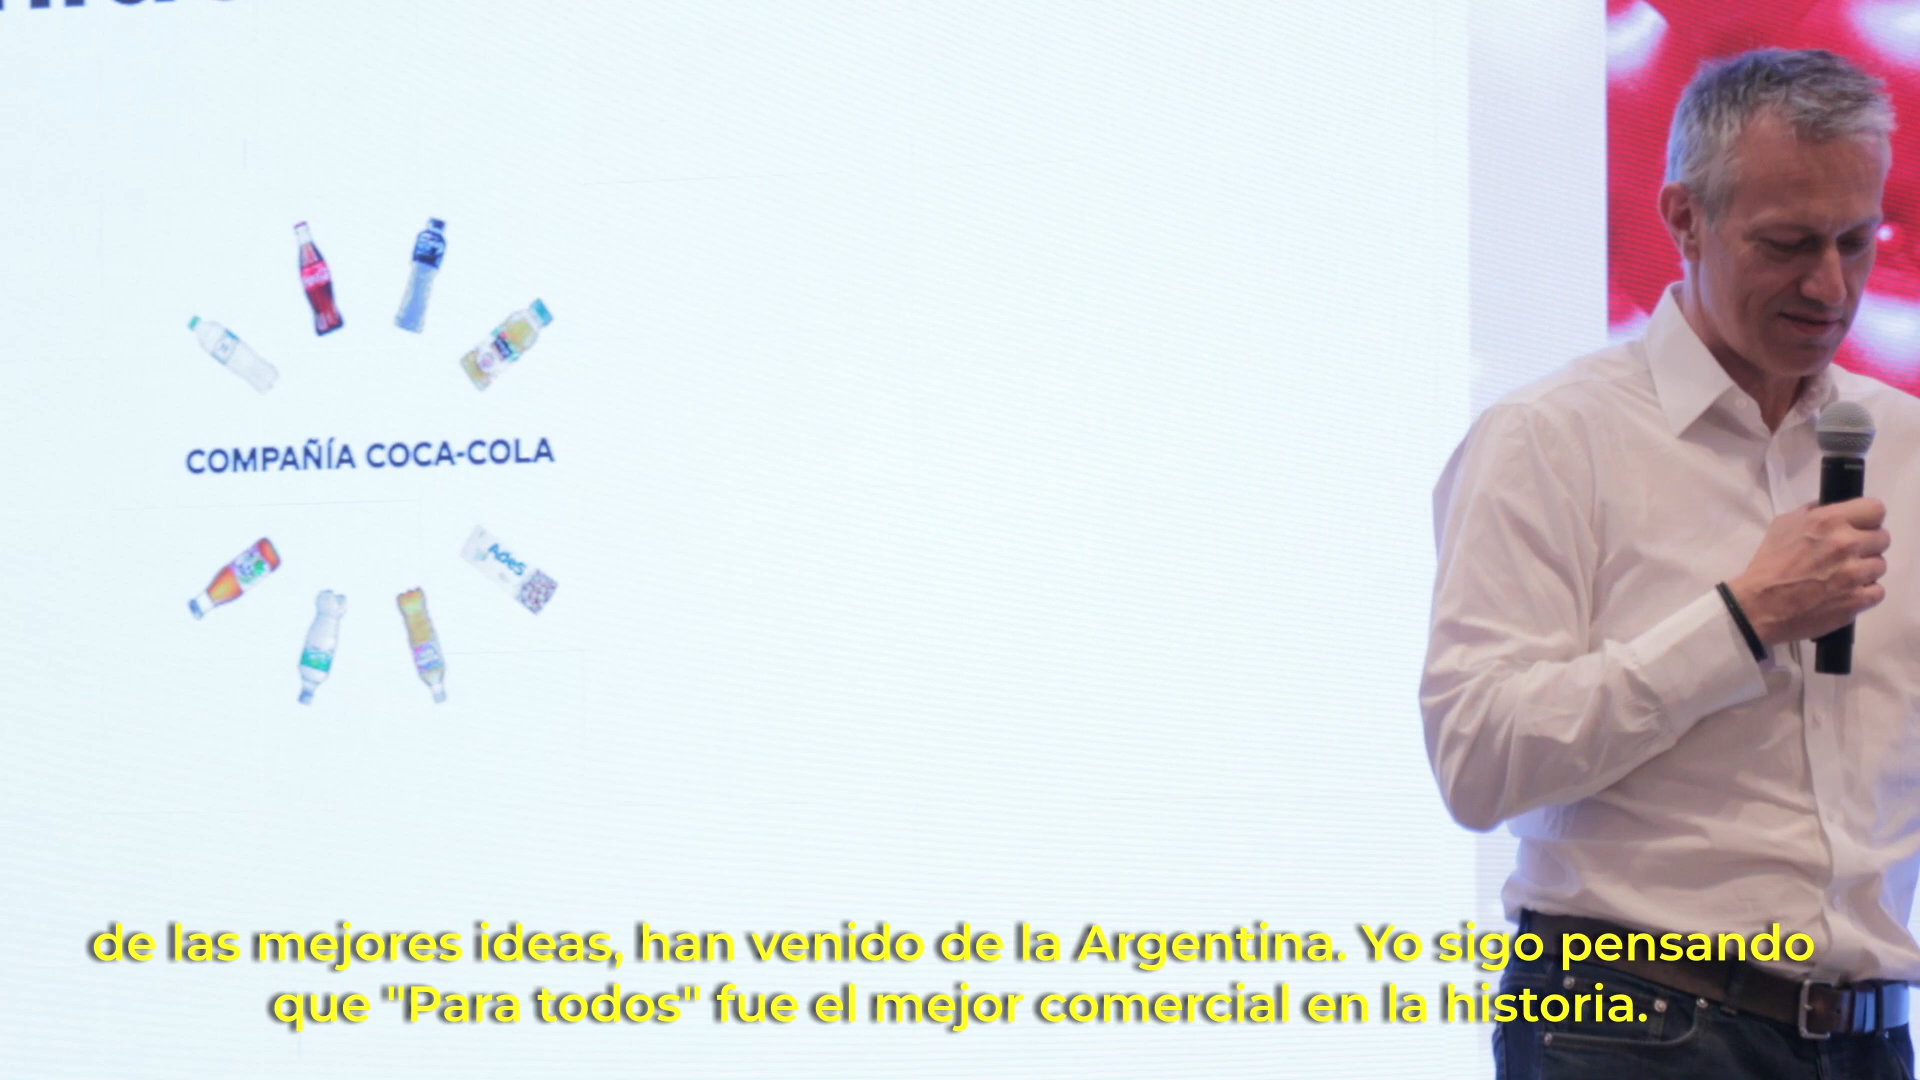 COMPAÑÍA COCA-COLA
AdeS
de las mejores ideas, han venido de la Argentina. Yo sigo pensando
que "Para todos" fue el mejor comercial en la historia.